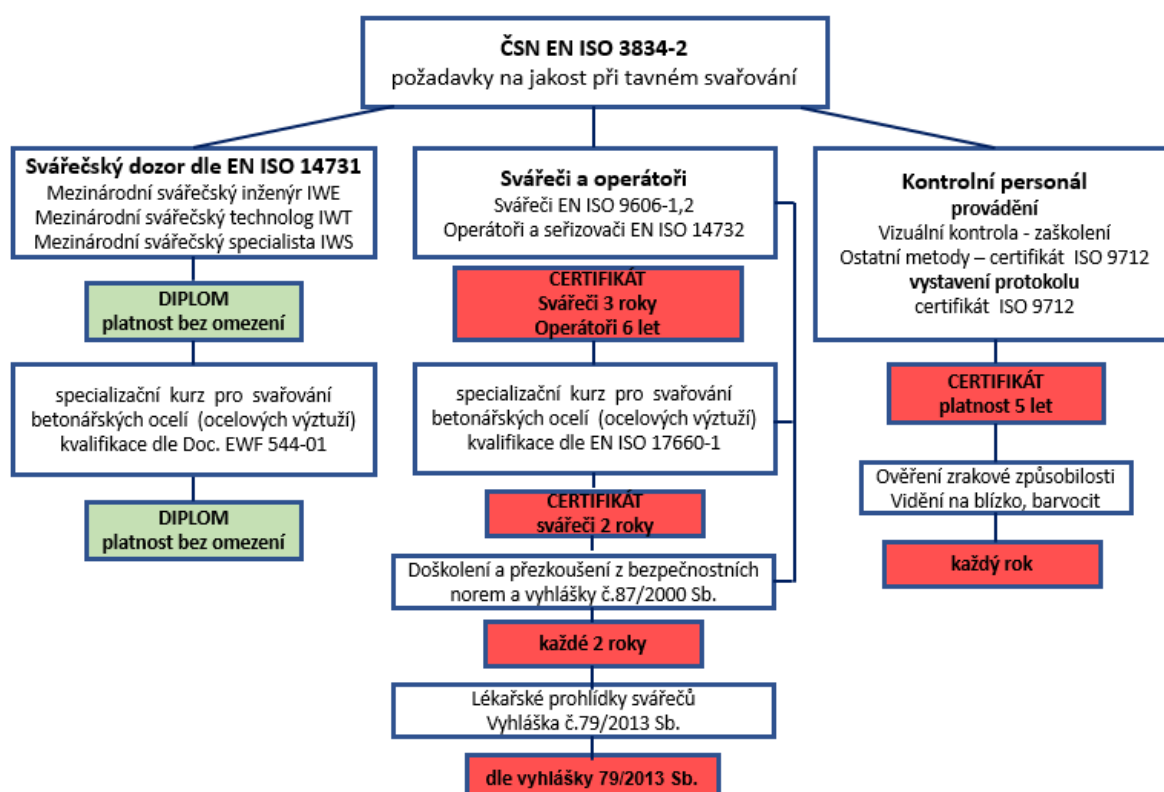 ČSN EN ISO 3834-2
požadavky na jakost při tavném svařování
Svářečský dozor dle EN ISO 14731
Mezinárodní svářečský inženýr IWE
Mezinárodní svářečský technolog IWT
Mezinárodní svářečský specialista IWS
DIPLOM
platnost bez omezení
specializační kurz pro svařování
betonářských ocelí (ocelových výztuží)
kvalifikace dle Doc. EWF 544-01
DIPLOM
platnost bez omezení
Svářeči a operátoři
Svářeči EN ISO 9606-1,2
Operátoři a seřizovači EN ISO 14732
CERTIFIKÁT
Svářeči 3 roky
Operátoři 6 let
specializační kurz pro svařování
betonářských ocelí (ocelových výztuží)
kvalifikace dle EN ISO 17660-1
CERTIFIKÁT
svářeči 2 roky
Doškolení a přezkoušení z bezpečnostních
norem a vyhlášky č.87/2000 Sb.
každé 2 roky
Lékařské prohlídky svářečů
Vyhláška č.79/2013 Sb.
dle vyhlášky 79/2013 Sb.
Kontrolní personál
provádění
Vizuální kontrola - zaškolení
Ostatní metody – certifikát ISO 9712
vystavení protokolu
certifikát ISO 9712
CERTIFIKÁT
platnost 5 let
Ověření zrakové způsobilosti
Vidění na blízko, barvocit
každý rok